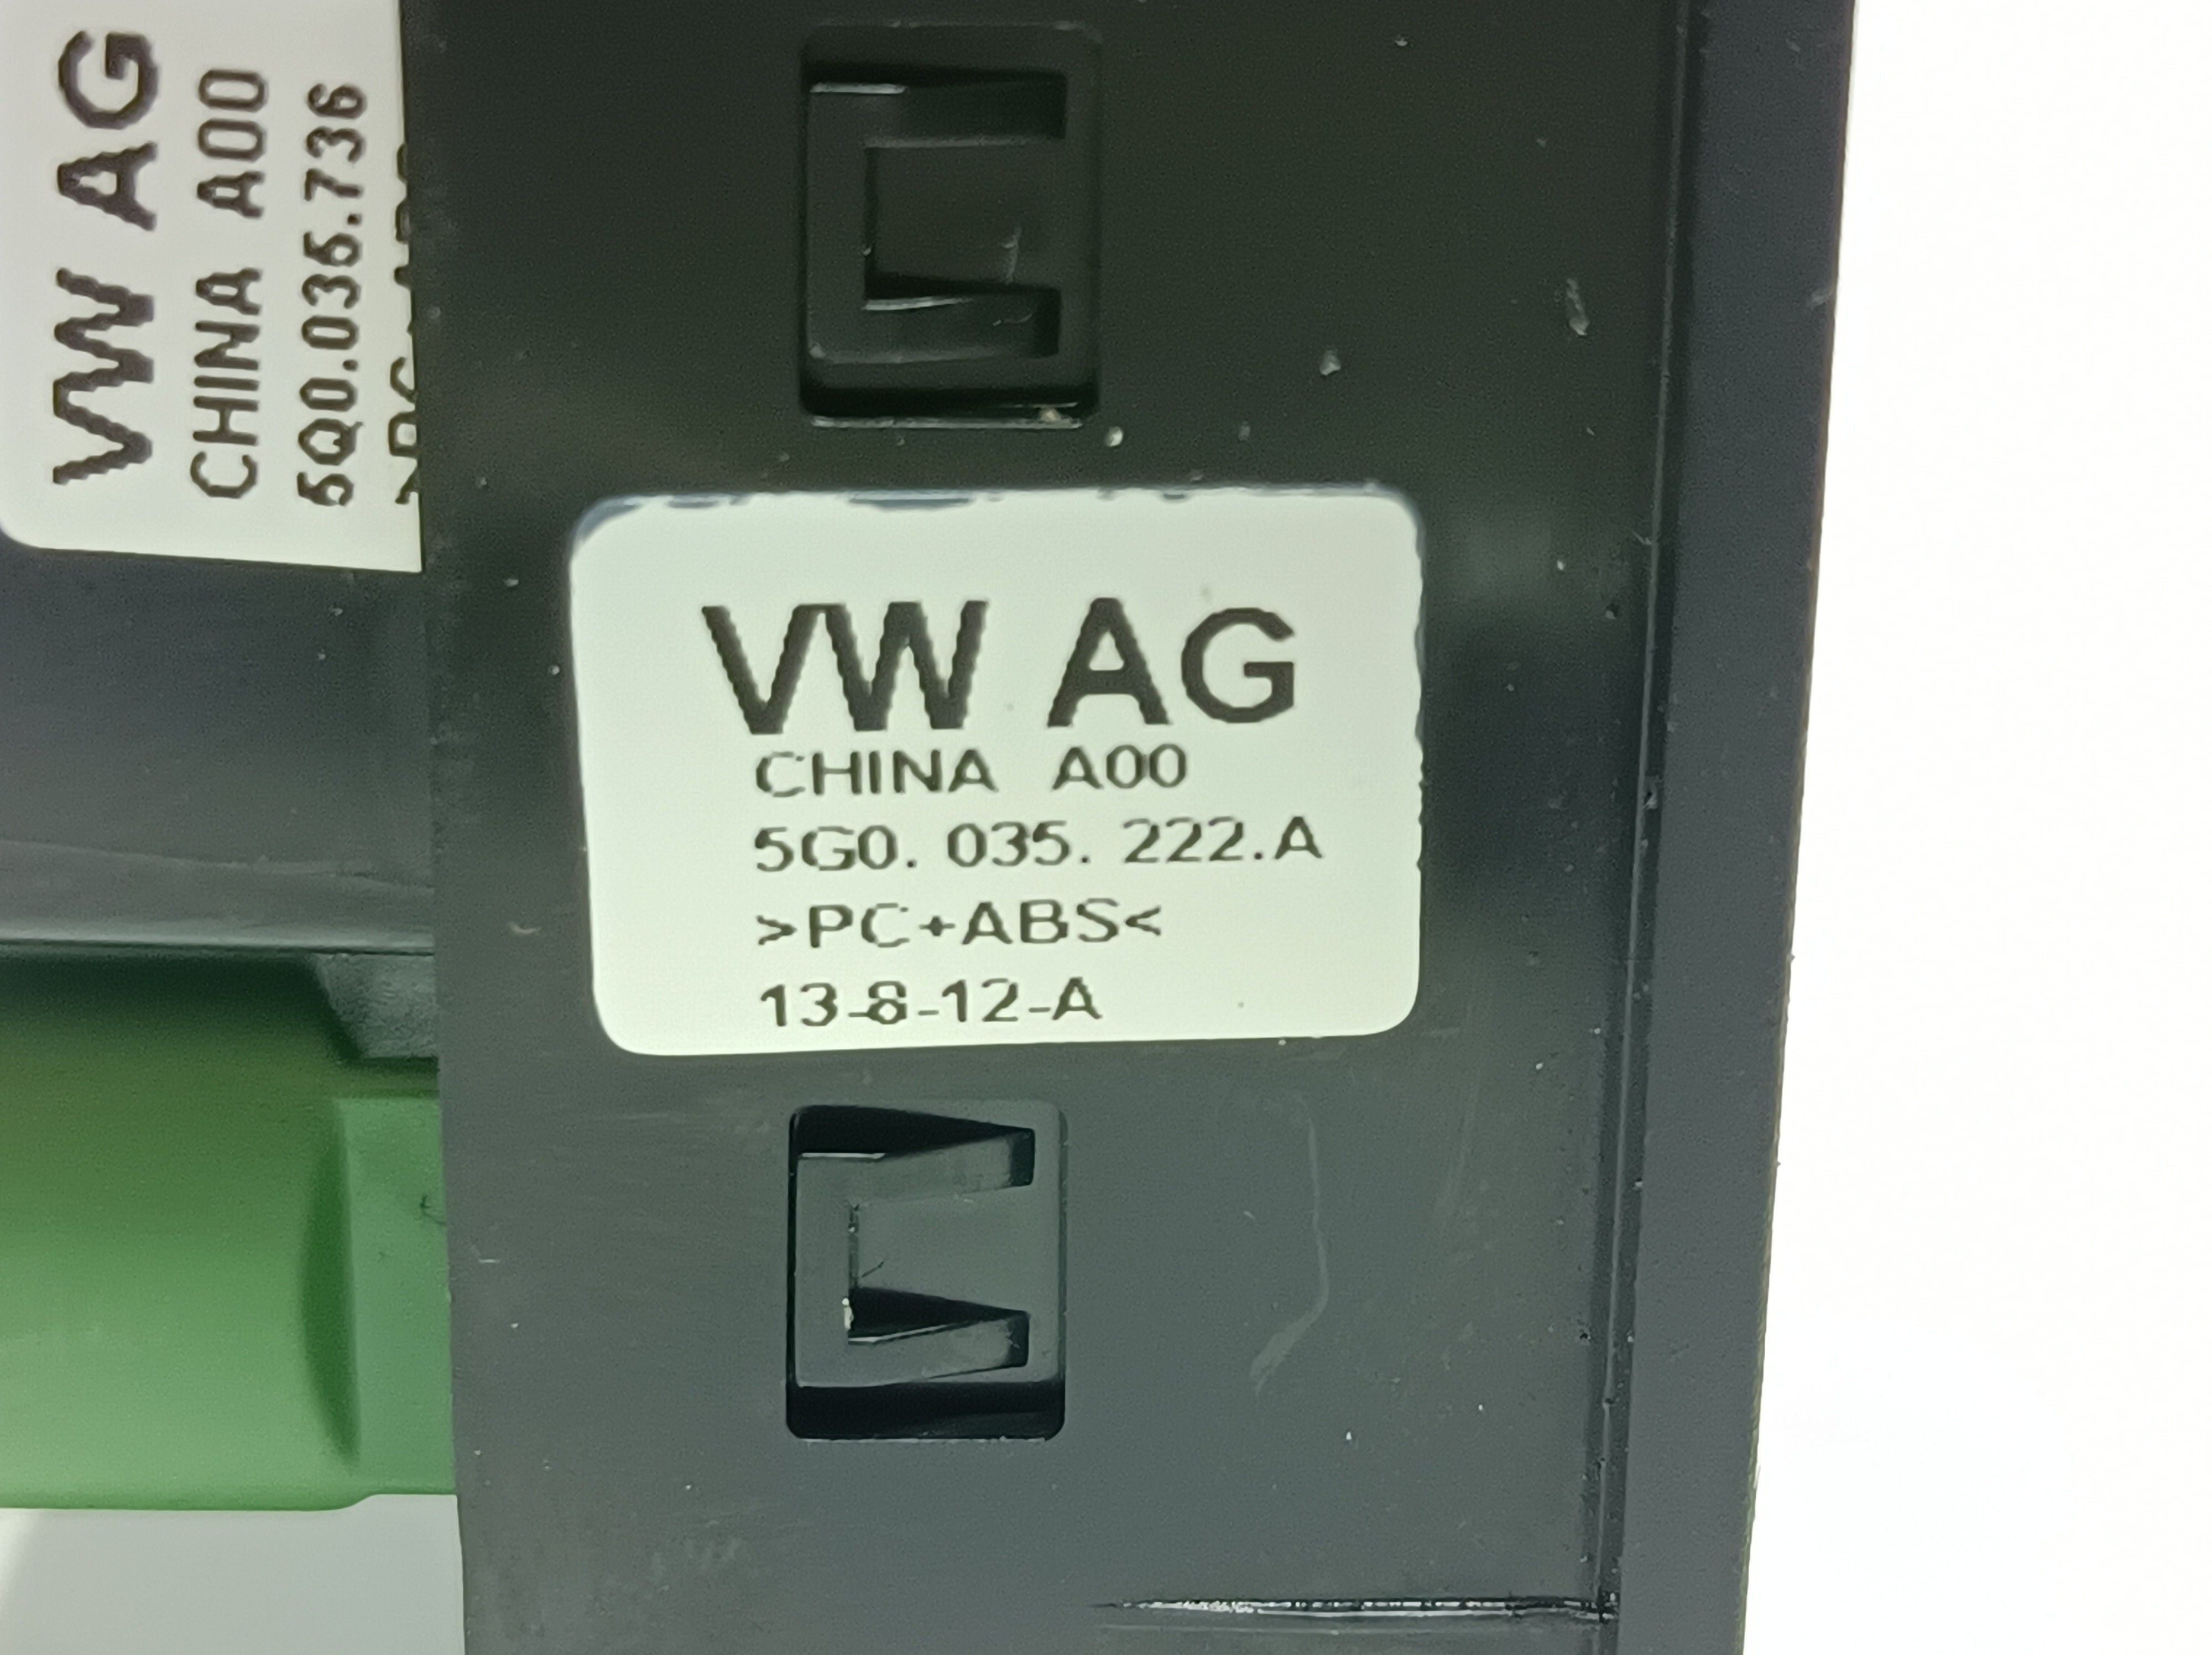 VW AG
CHINA A00
5Q0.035.736
VW AG
CHINA A00
5G0. 035. 222.A
>PC+ABS<
13-8-12-A